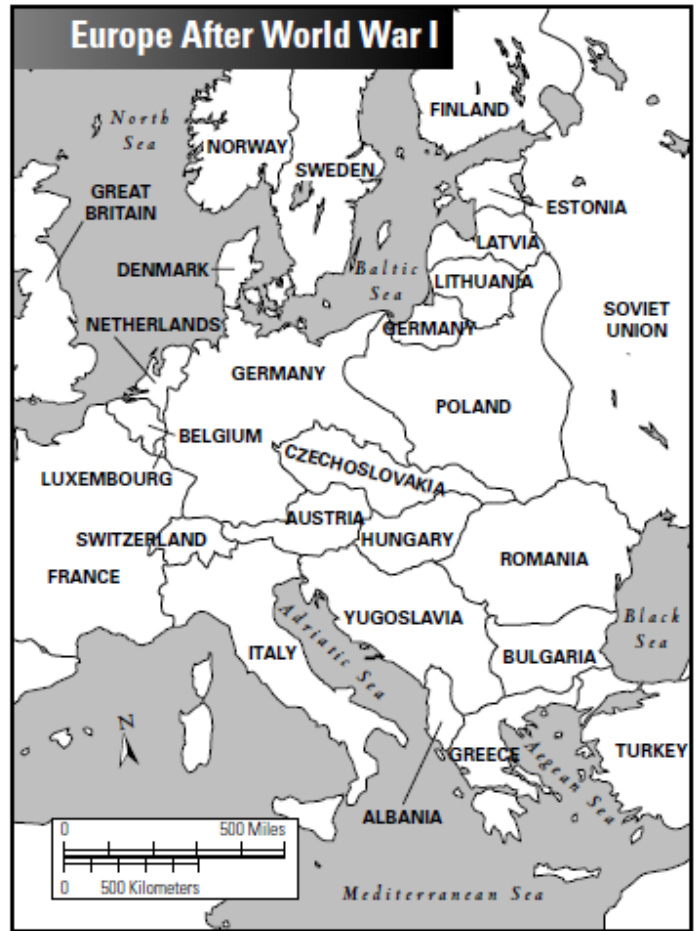 Europe After World War I
North
Sea
NORWAY
FINLAND
SWEDEN
GREAT
BRITAIN
ESTONIA
LATVIA
DENMARK
Baltic
Sea
LITHUANIA
NETHERLANDS
GERMANY
SOVIET
UNION
GERMANY
POLAND
BELGIUM
CZECHOSLOVAKIA
LUXEMBOURG
AUSTRIA
SWITZERLAND
HUNGARY
ROMANIA
FRANCE
YUGOSLAVIA
Black
Sea
Adriatic Sea
ITALY
BULGARIA
N
GREECE
Aegean Sea
TURKEY
ALBANIA
0 500 Miles
0 500 Kilometers
Mediterranean Sea